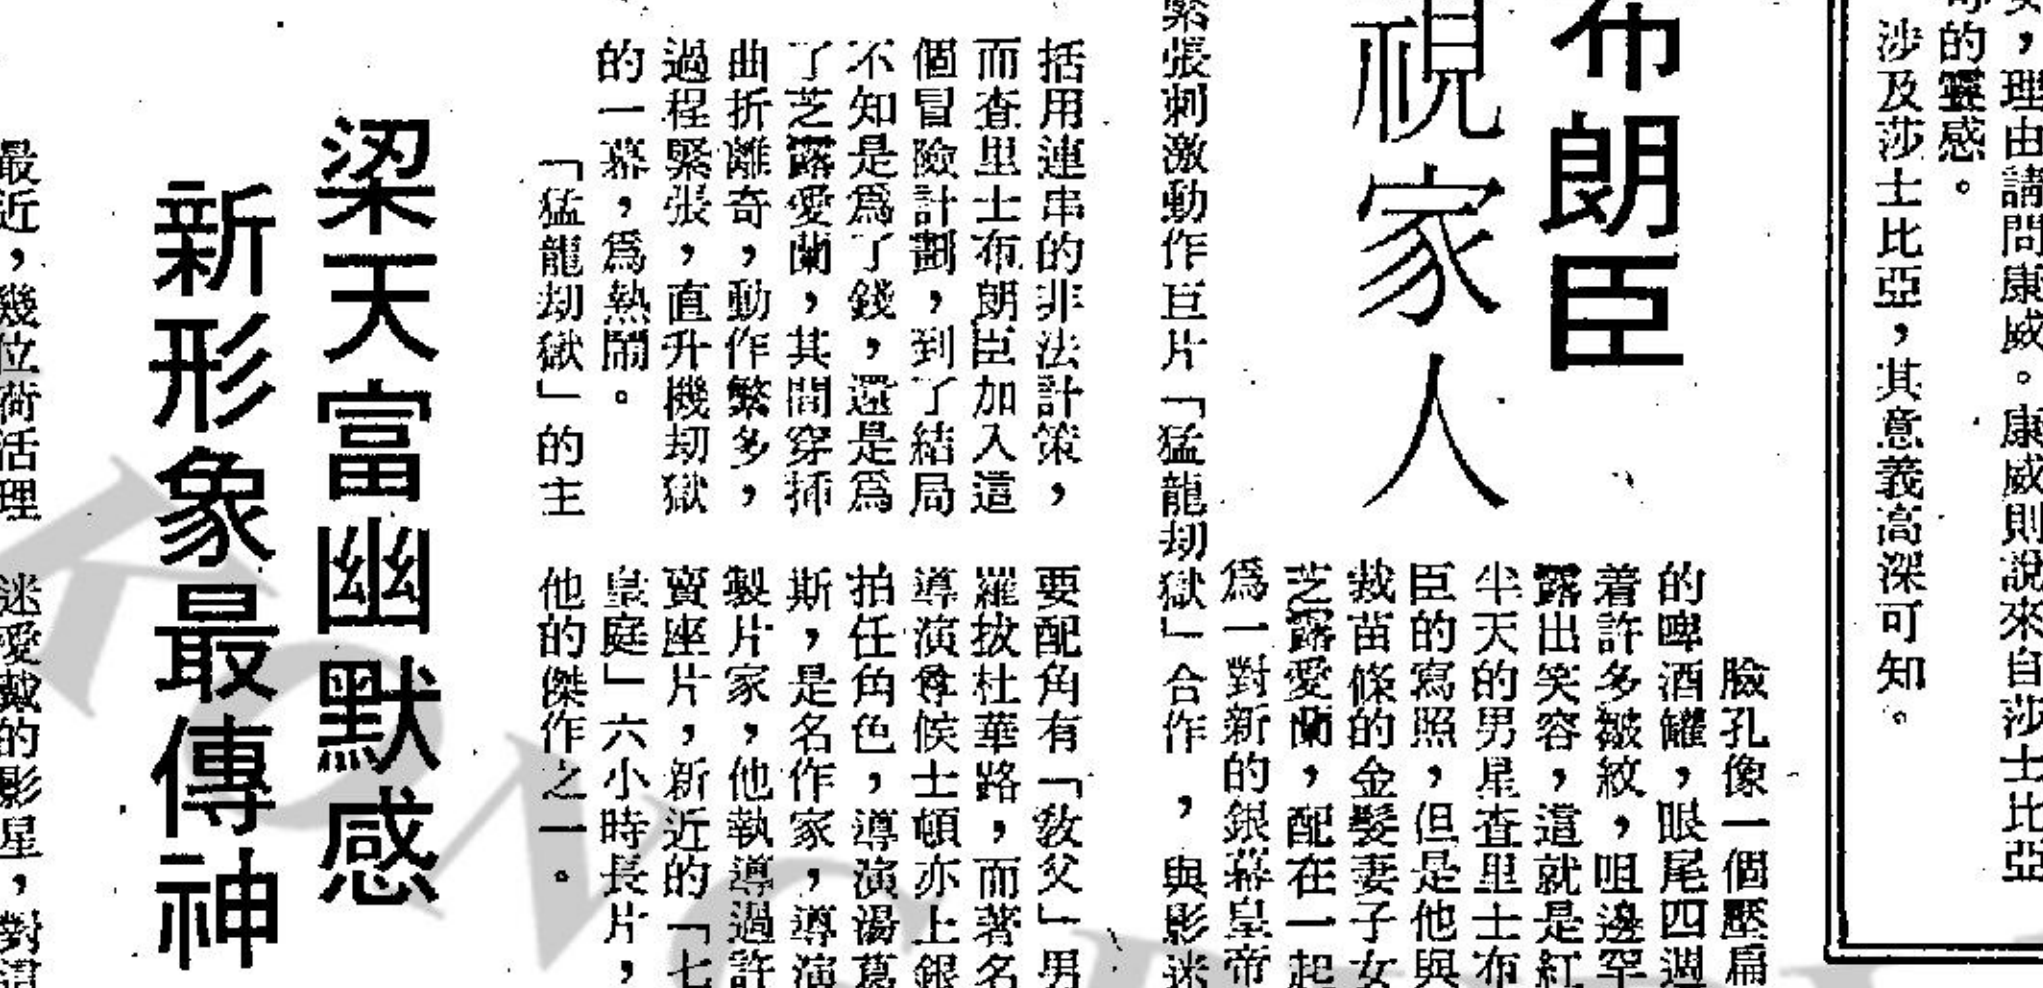 ，理由請問康威。康威則說來自莎士比亞
的靈感。
涉及莎士比亞，其意義高深可知。
布朗臣
視家人
臉孔像一個壓扁
的啤酒罐，眼尾四週
着許多皺紋，咀邊罕
露出笑容，這就是紅
半天的男星查里士布
臣的寫照，但是他與
裁苗條的金髮妻子女
芝露愛蘭，配在一起
爲一對新的銀幕皇帝
緊張刺激動作巨片「猛龍刧獄」合作，與影迷
括用連串的非法計策，
而查里士布朗臣加入這
個冒險計劃，到了結局
不知是爲了錢，還是爲
了芝露愛蘭，其間穿揷
曲折離奇，動作繁多，
過程緊張，直升機刧獄
的一幕，爲熱鬧。
「猛龍刧獄」的主
要配角有「敎父」男
羅拔杜華路，而著名
導演尊候士頓亦上銀
拍任角色，導演湯葛
斯，是名作家，導演
製片家，他執導過許
賣座片，新近的「七
皇庭」六小時長片，
他的傑作之一。
梁天富幽默感
新形象最傳神
最近，幾位荷活理
迷愛戴的影星，對這